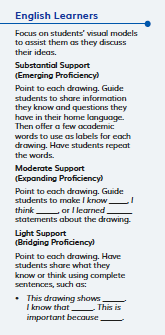 English Learners
Focus on students' visual models
to assist them as they discuss
their ideas.
Substantial Support
(Emerging Proficiency)
Point to each drawing. Guide
students to share information
they know and questions they
have in their home language.
Then offer a few academic
words to use as labels for each
drawing. Have students repeat
the words.
Moderate Support
(Expanding Proficiency)
Point to each drawing. Guide
students to make I know _____, I
think _____, or I learned _____
statements about the drawing.
Light Support
(Bridging Proficiency)
Point to each drawing. Have
students share what they
know or think using complete
sentences, such as:
• This drawing shows _____.
I know that _____. This is
important because _____.